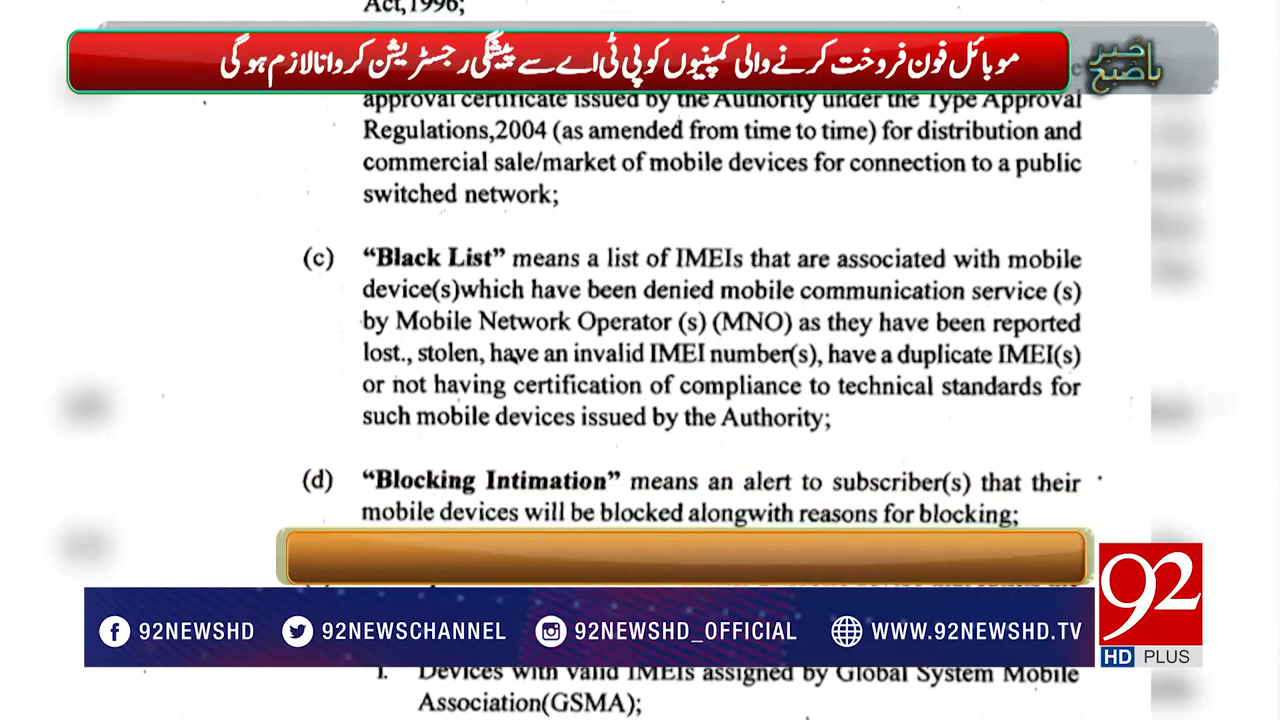 Act,1996;
موبائل فون فروخت کرنے والی کمپنیوں کو پی ٹی اے سے پیشگی رجسٹریشن کروانا لازم ہو گی
باخبر صبح
approval certificate issued by the Authority under the Type Approval
Regulations,2004 (as amended from time to time) for distribution and
commercial sale/market of mobile devices for connection to a public
switched network;
(c) “Black List” means a list of IMEIs that are associated with mobile
device(s)which have been denied mobile communication service (s)
by Mobile Network Operator (s) (MNO) as they have been reported
lost., stolen, have an invalid IMEI number(s), have a duplicate IMEI(s)
or not having certification of compliance to technical standards for
such mobile devices issued by the Authority;
(d) “Blocking Intimation” means an alert to subscriber(s) that their
mobile devices will be blocked alongwith reasons for blocking;
92NEWSHD 92NEWSCHANNEL 92NEWSHD_OFFICIAL WWW.92NEWSHD.TV
92
HD PLUS
i. Devices with valid IMEIs assigned by Global System Mobile
Association(GSMA);